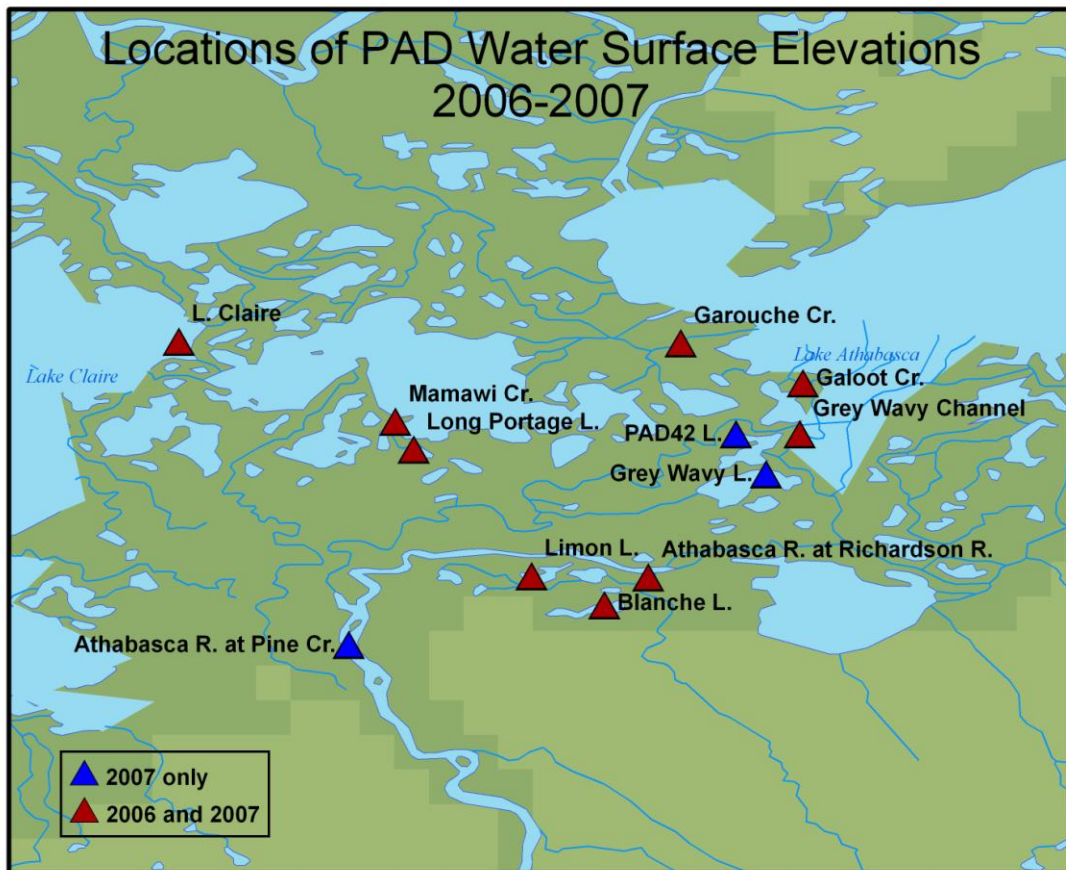 Locations of PAD Water Surface Elevations
2006-2007
L. Claire
Garouche Cr.
Lake Athabasca
Lake Claire
Galoot Cr.
Mamawi Cr.
Grey Wavy Channel
Long Portage L.
PAD42 L.
Grey Wavy L.
Limon L.
Athabasca R. at Richardson R.
Blanche L.
Athabasca R. at Pine Cr.
2007 only
2006 and 2007